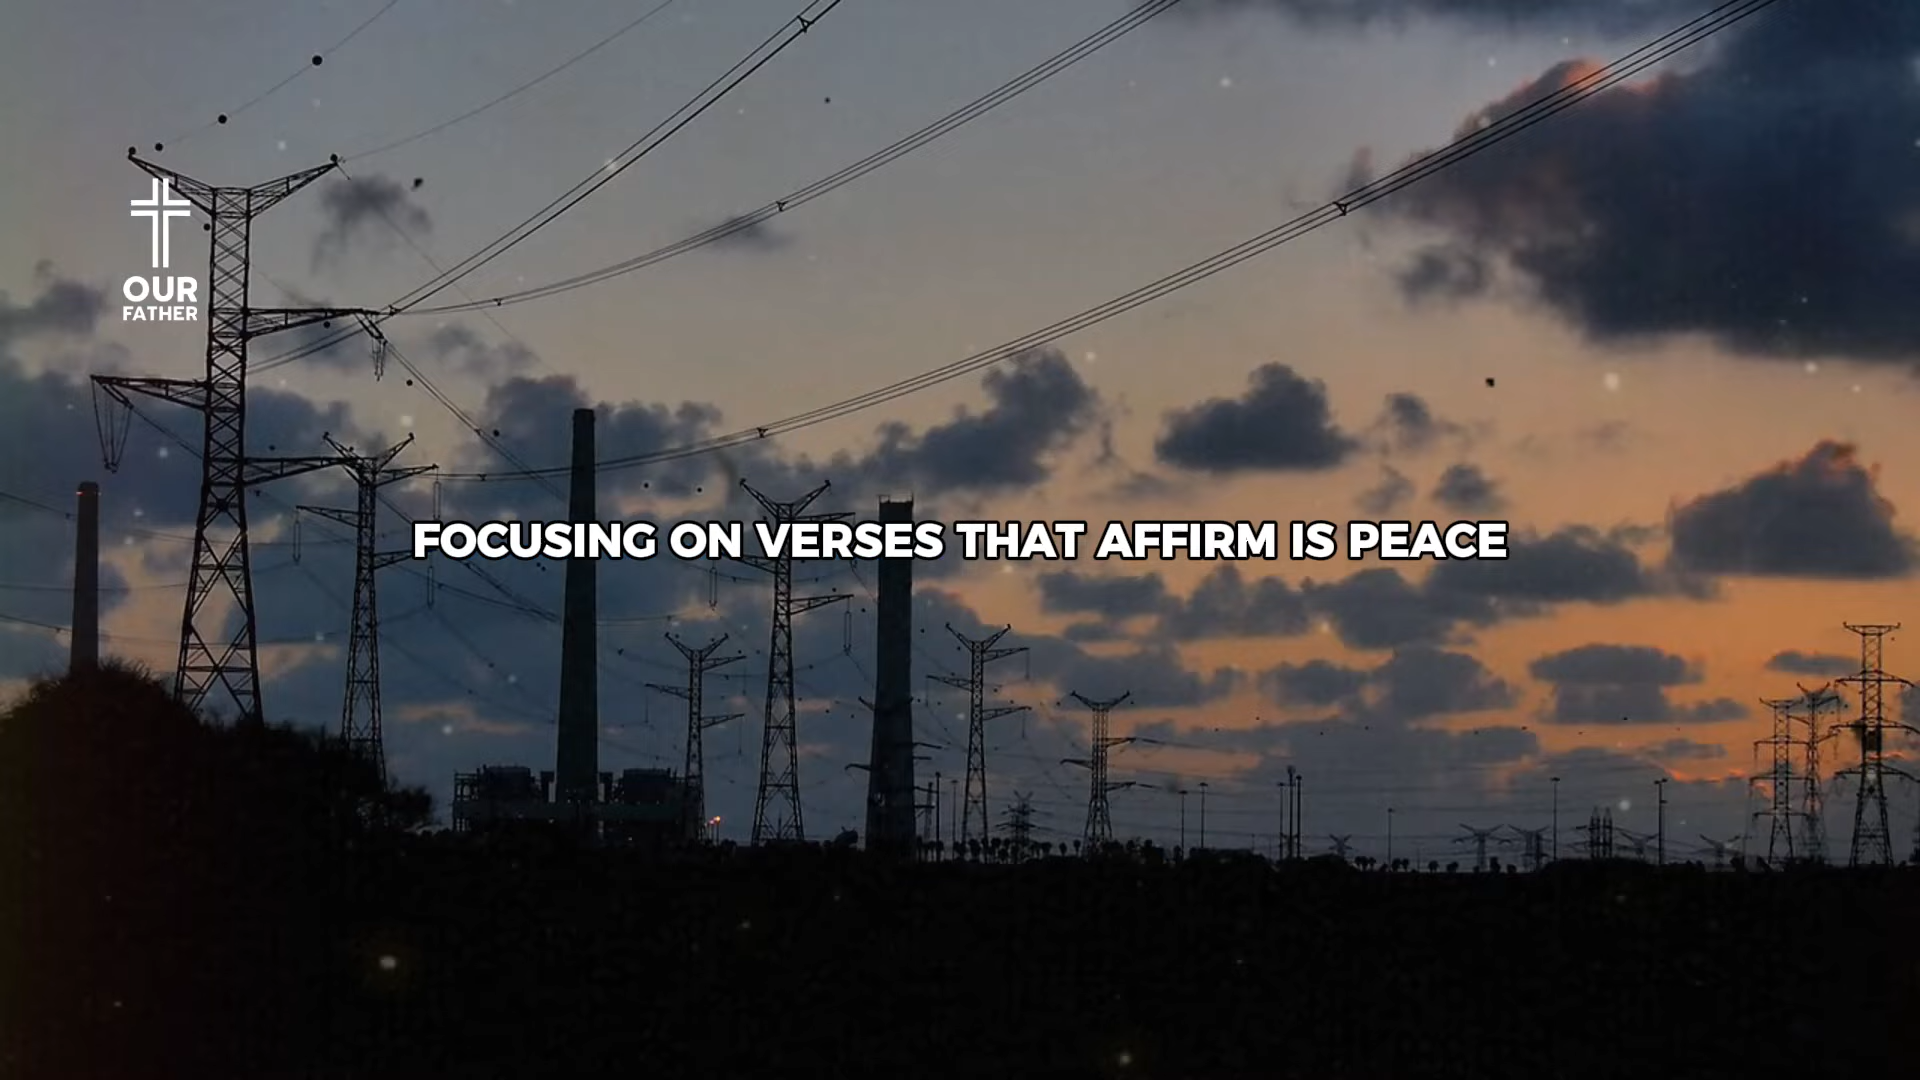 OUR
FATHER
FOCUSING ON VERSES THAT AFFIRM IS PEACE